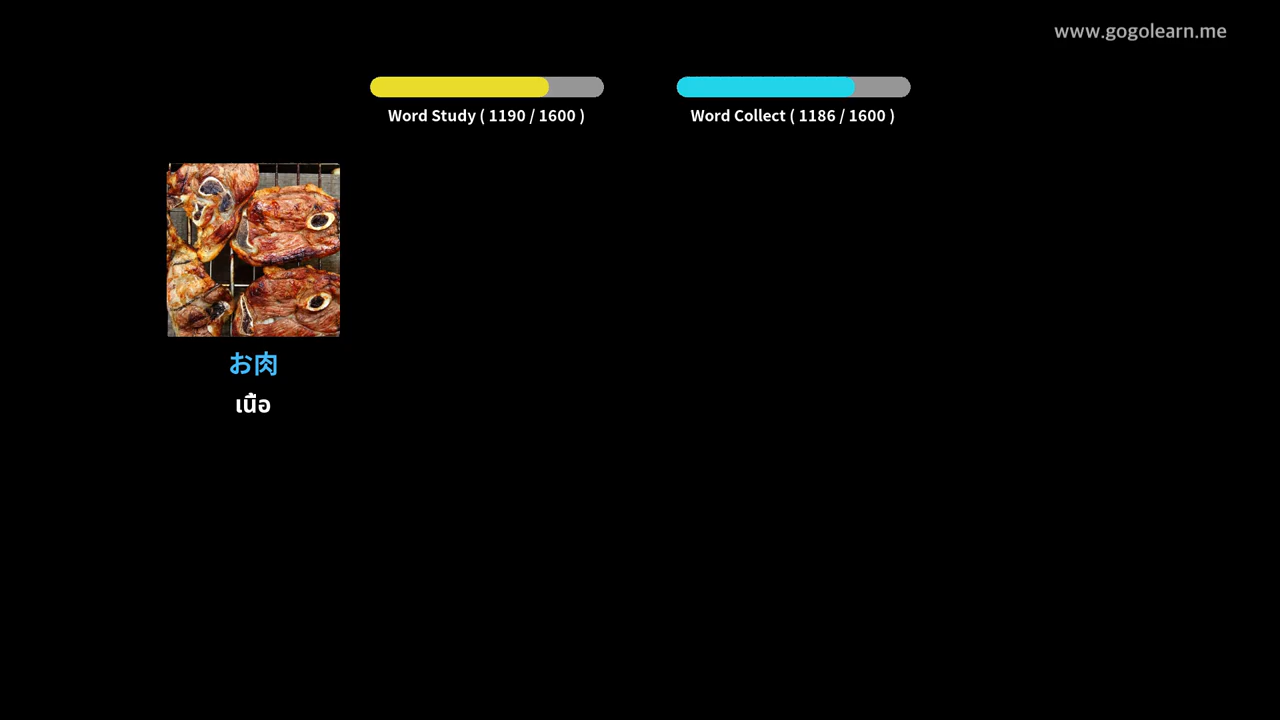 www.gogolearn.me
Word Study ( 1190 / 1600 )
Word Collect ( 1186 / 1600 )
お肉
เนื้อ